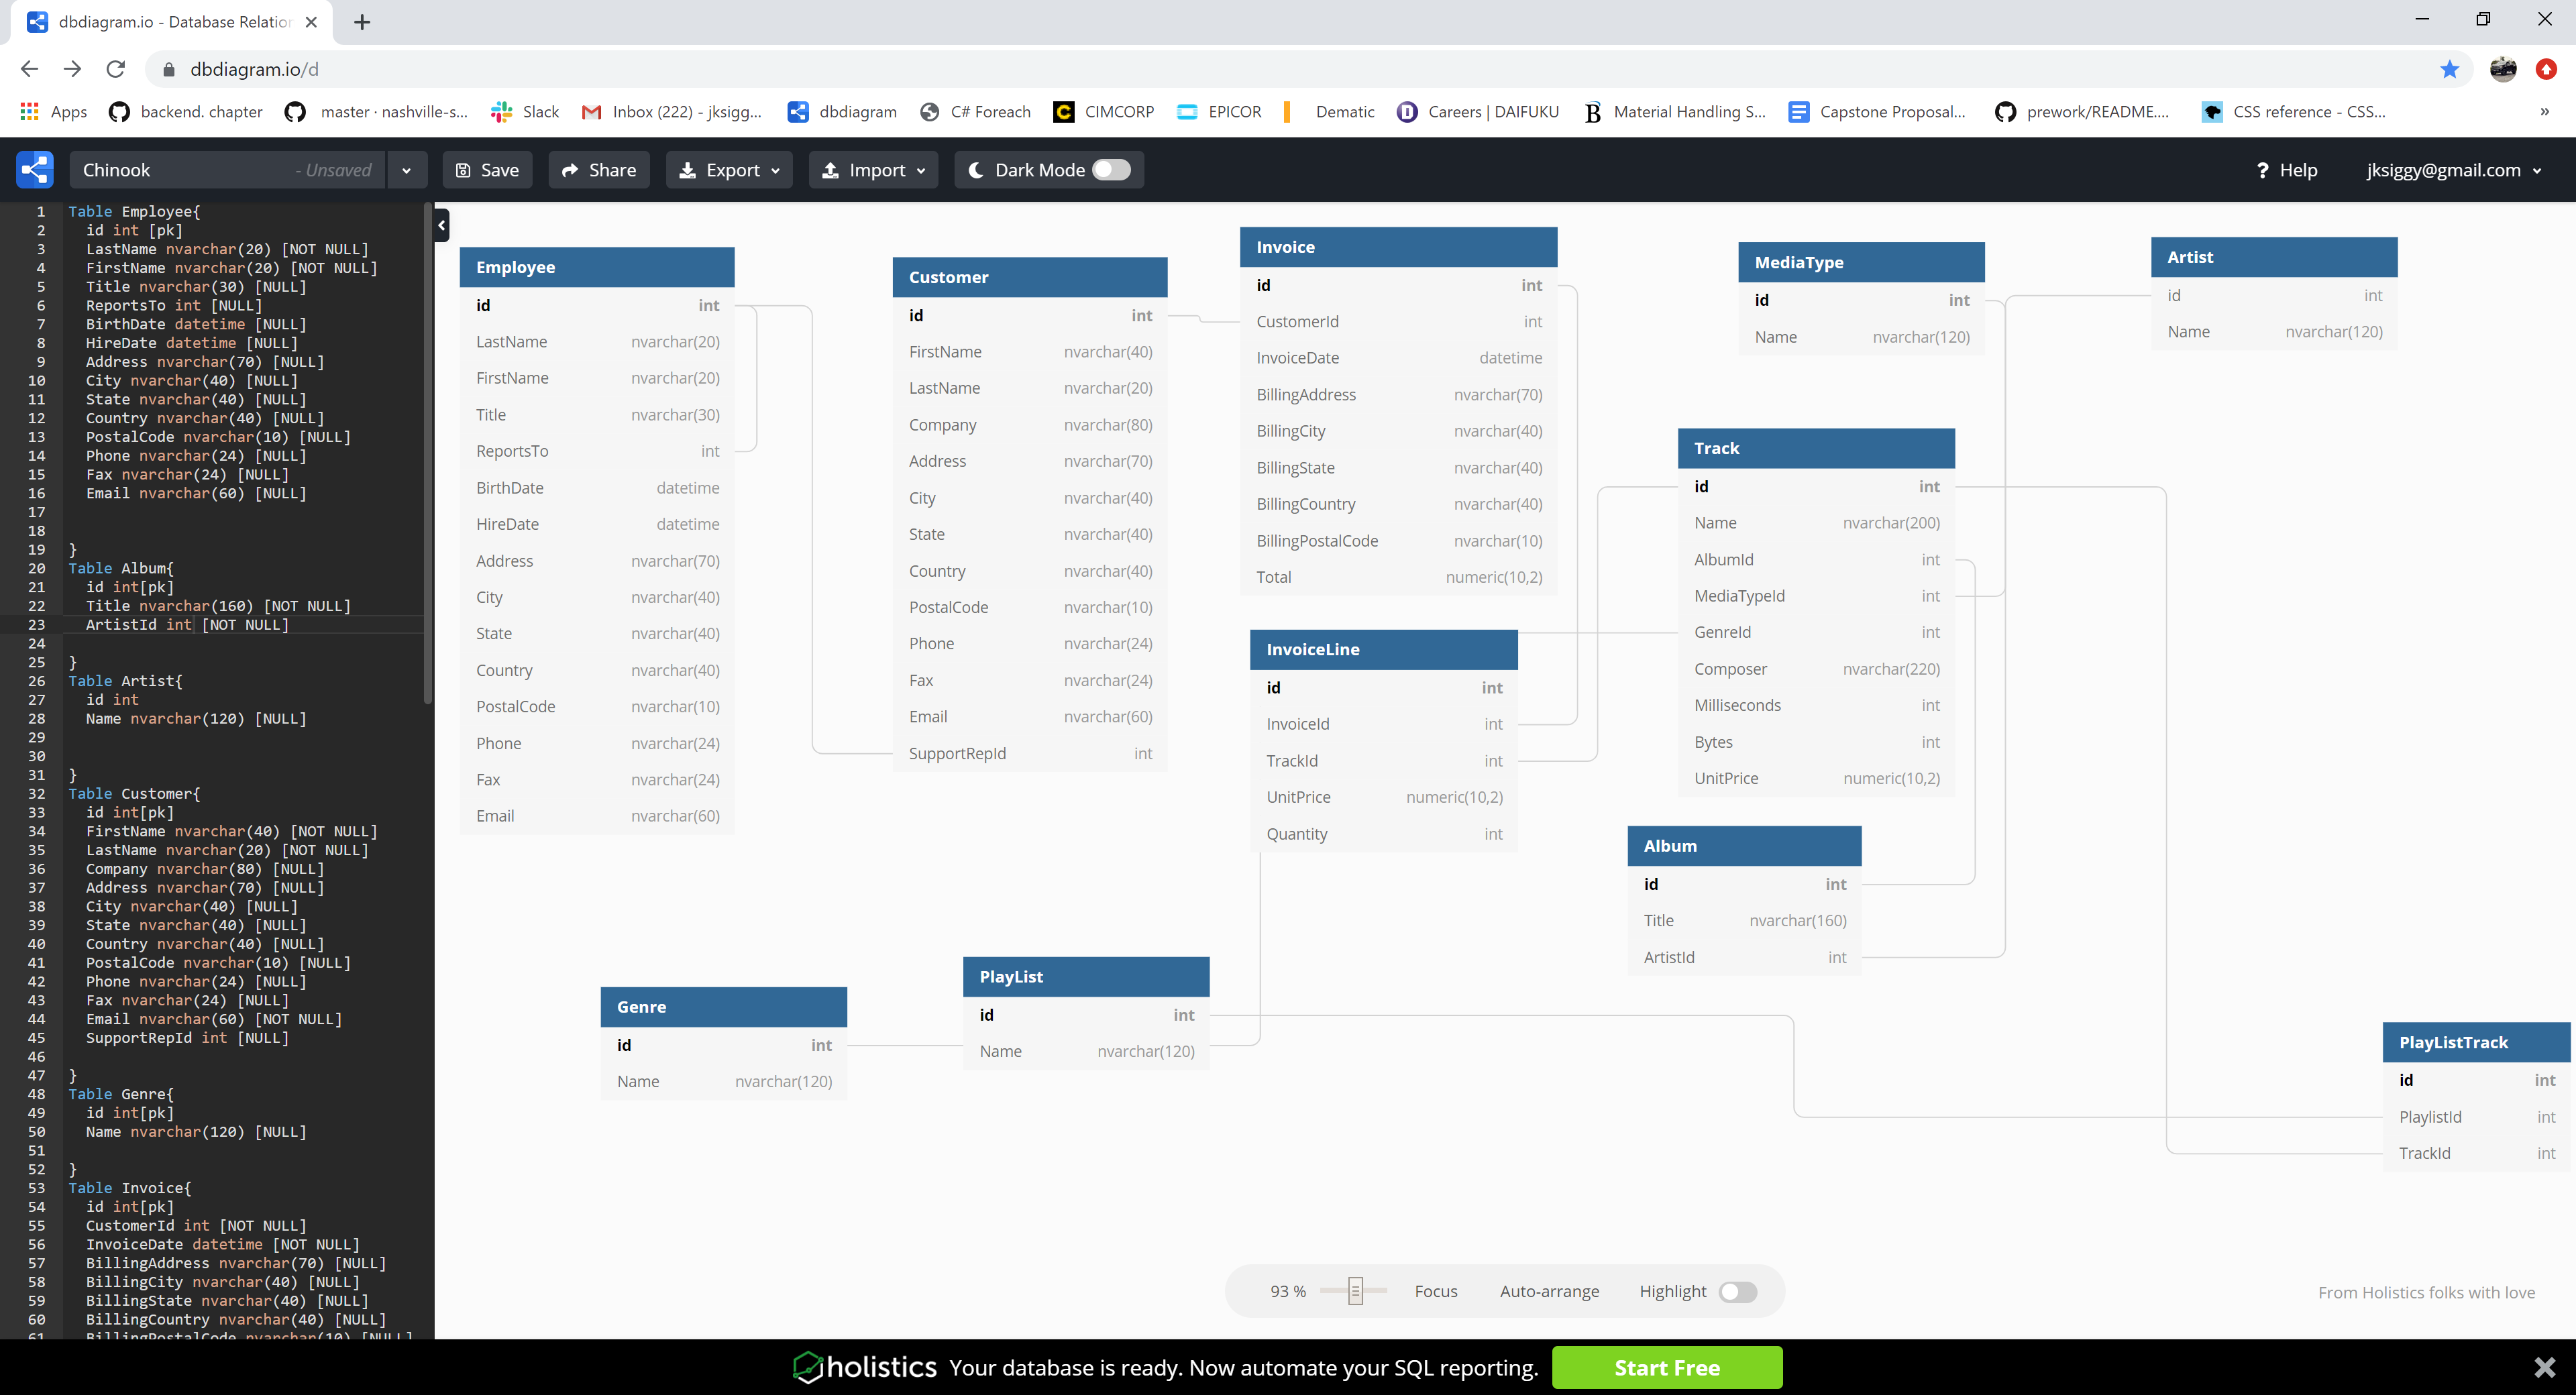 dbdiagram.io - Database Relation
dbdiagram.io/d
Apps backend. chapter master · nashville-s... Slack Inbox (222) - jksigg... dbdiagram C# Foreach CIMCORP EPICOR Dematic Careers | DAIFUKU Material Handling S... Capstone Proposal... prework/README.... CSS reference - CSS... »
Chinook - Unsaved Save Share Export Import Dark Mode ? Help jksiggy@gmail.com
1 Table Employee{
2 id int [pk]
3 LastName nvarchar(20) [NOT NULL]
4 FirstName nvarchar(20) [NOT NULL]
5 Title nvarchar(30) [NULL]
6 ReportsTo int [NULL]
7 BirthDate datetime [NULL]
8 HireDate datetime [NULL]
9 Address nvarchar(70) [NULL]
10 City nvarchar(40) [NULL]
11 State nvarchar(40) [NULL]
12 Country nvarchar(40) [NULL]
13 PostalCode nvarchar(10) [NULL]
14 Phone nvarchar(24) [NULL]
15 Fax nvarchar(24) [NULL]
16 Email nvarchar(60) [NULL]
17
18
19 }
20 Table Album{
21 id int[pk]
22 Title nvarchar(160) [NOT NULL]
23 ArtistId int [NOT NULL]
24
25 }
26 Table Artist{
27 id int
28 Name nvarchar(120) [NULL]
29
30
31 }
32 Table Customer{
33 id int[pk]
34 FirstName nvarchar(40) [NOT NULL]
35 LastName nvarchar(20) [NOT NULL]
36 Company nvarchar(80) [NULL]
37 Address nvarchar(70) [NULL]
38 City nvarchar(40) [NULL]
39 State nvarchar(40) [NULL]
40 Country nvarchar(40) [NULL]
41 PostalCode nvarchar(10) [NULL]
42 Phone nvarchar(24) [NULL]
43 Fax nvarchar(24) [NULL]
44 Email nvarchar(60) [NOT NULL]
45 SupportRepId int [NULL]
46
47 }
48 Table Genre{
49 id int[pk]
50 Name nvarchar(120) [NULL]
51
52 }
53 Table Invoice{
54 id int[pk]
55 CustomerId int [NOT NULL]
56 InvoiceDate datetime [NOT NULL]
57 BillingAddress nvarchar(70) [NULL]
58 BillingCity nvarchar(40) [NULL]
59 BillingState nvarchar(40) [NULL]
60 BillingCountry nvarchar(40) [NULL]
61 BillingPostalCode nvarchar(10) [NULL]
Employee
id int
LastName nvarchar(20)
FirstName nvarchar(20)
Title nvarchar(30)
ReportsTo int
BirthDate datetime
HireDate datetime
Address nvarchar(70)
City nvarchar(40)
State nvarchar(40)
Country nvarchar(40)
PostalCode nvarchar(10)
Phone nvarchar(24)
Fax nvarchar(24)
Email nvarchar(60)
Customer
id int
FirstName nvarchar(40)
LastName nvarchar(20)
Company nvarchar(80)
Address nvarchar(70)
City nvarchar(40)
State nvarchar(40)
Country nvarchar(40)
PostalCode nvarchar(10)
Phone nvarchar(24)
Fax nvarchar(24)
Email nvarchar(60)
SupportRepId int
Invoice
id int
CustomerId int
InvoiceDate datetime
BillingAddress nvarchar(70)
BillingCity nvarchar(40)
BillingState nvarchar(40)
BillingCountry nvarchar(40)
BillingPostalCode nvarchar(10)
Total numeric(10,2)
MediaType
id int
Name nvarchar(120)
Artist
id int
Name nvarchar(120)
Track
id int
Name nvarchar(200)
AlbumId int
MediaTypeId int
GenreId int
Composer nvarchar(220)
Milliseconds int
Bytes int
UnitPrice numeric(10,2)
InvoiceLine
id int
InvoiceId int
TrackId int
UnitPrice numeric(10,2)
Quantity int
Album
id int
Title nvarchar(160)
ArtistId int
Genre
id int
Name nvarchar(120)
PlayList
id int
Name nvarchar(120)
PlayListTrack
id int
PlaylistId int
TrackId int
93 % Focus Auto-arrange Highlight
From Holistics folks with love
holistics Your database is ready. Now automate your SQL reporting. Start Free